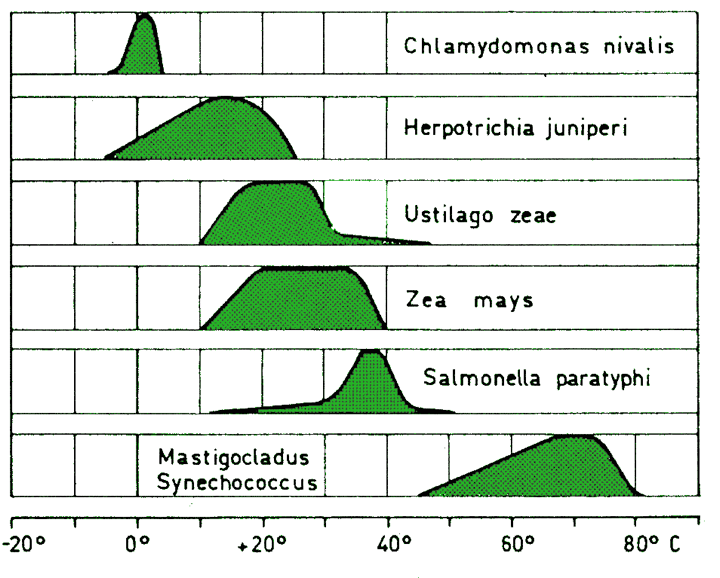 Chlamydomonas nivalis
Herpotrichia juniperi
Ustilago zeae
Zea mays
Salmonella paratyphi
Mastigocladus
Synechococcus
-20° 0° +20° 40° 60° 80° C